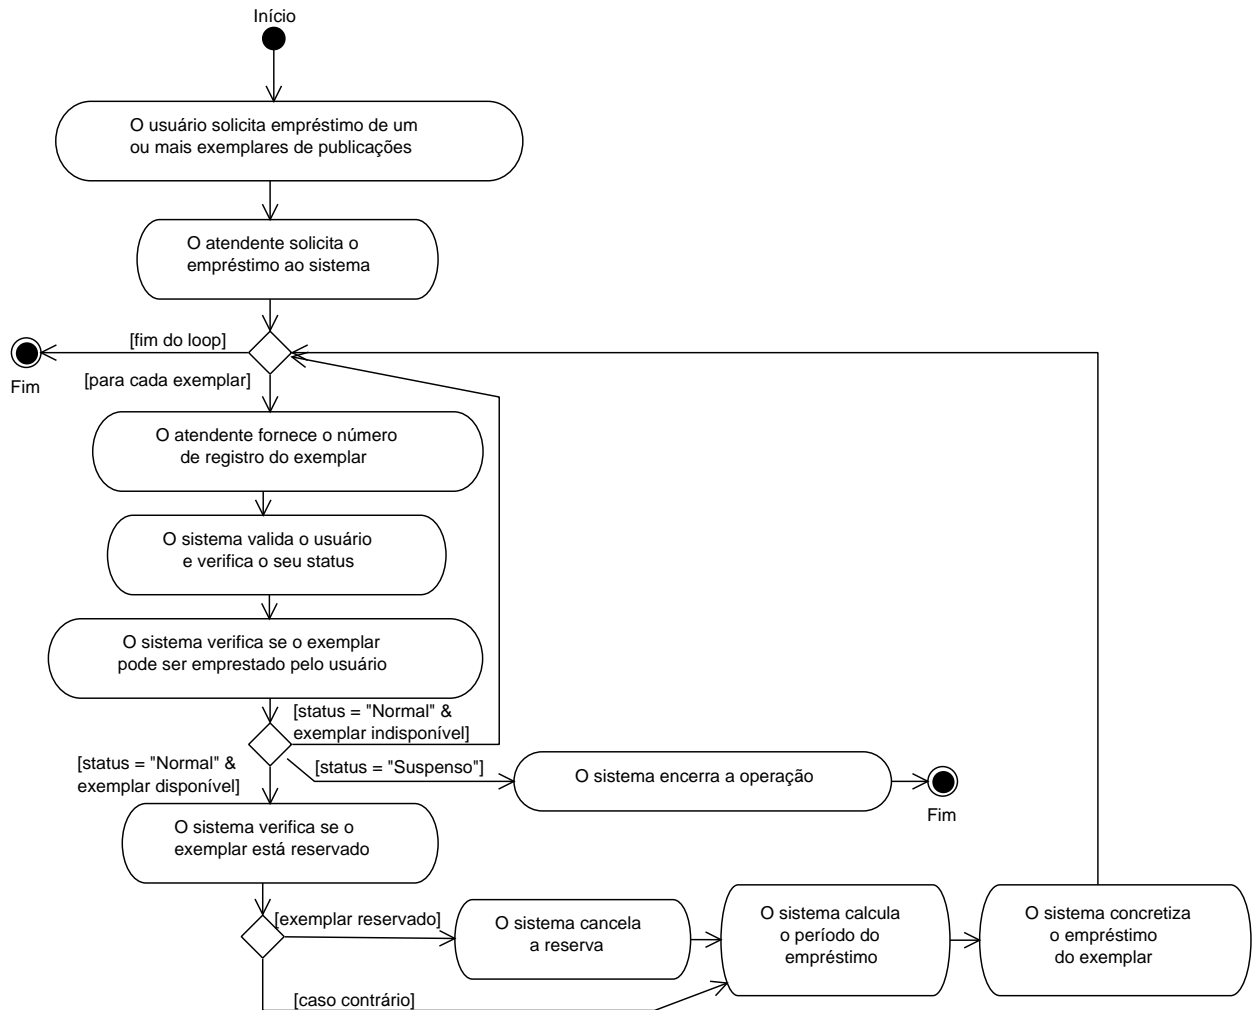 Início
O usuário solicita empréstimo de um
ou mais exemplares de publicações
O atendente solicita o
empréstimo ao sistema
[fim do loop]
Fim
[para cada exemplar]
O atendente fornece o número
de registro do exemplar
O sistema valida o usuário
e verifica o seu status
O sistema verifica se o exemplar
pode ser emprestado pelo usuário
[status = "Normal" &
exemplar indisponível]
[status = "Normal" &
exemplar disponível]
[status = "Suspenso"]
O sistema encerra a operação
Fim
O sistema verifica se o
exemplar está reservado
[exemplar reservado]
O sistema cancela
a reserva
O sistema calcula
o período do
empréstimo
O sistema concretiza
o empréstimo
do exemplar
[caso contrário]